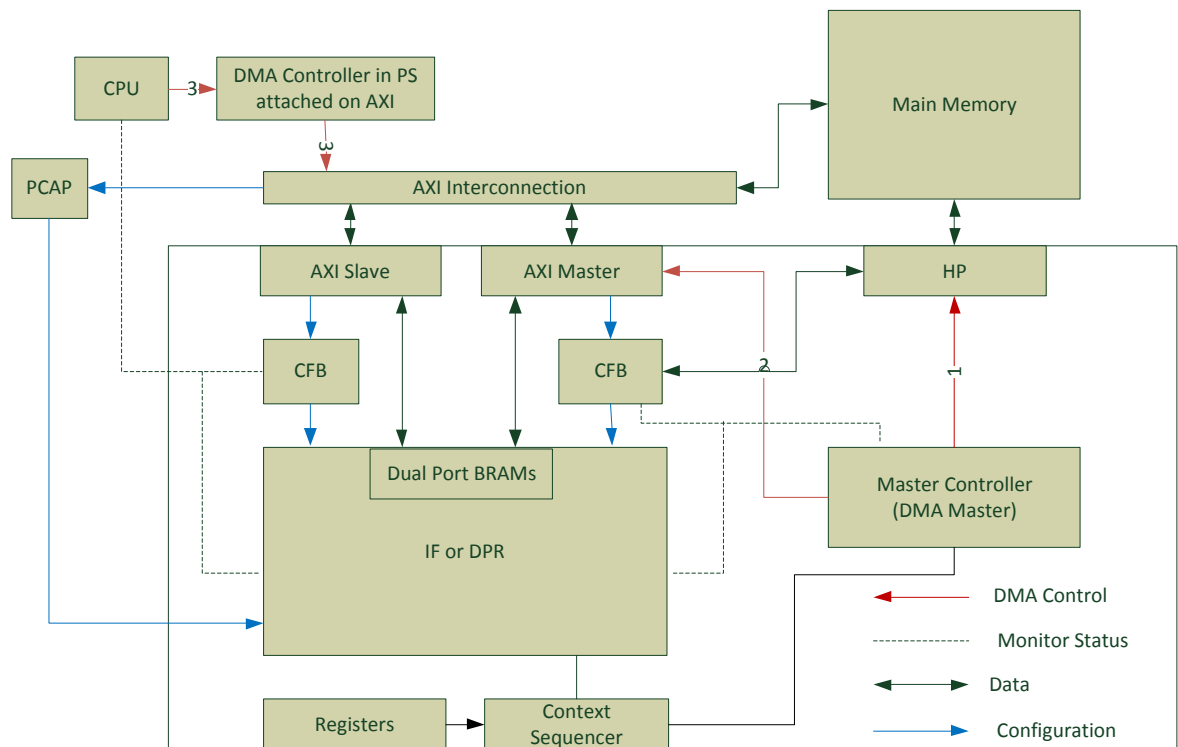 CPU
3
DMA Controller in PS
attached on AXI
Main Memory
3
PCAP
AXI Interconnection
AXI Slave
AXI Master
HP
CFB
CFB
2
1
Dual Port BRAMs
Master Controller
(DMA Master)
IF or DPR
DMA Control
Monitor Status
Data
Registers
Context
Sequencer
Configuration